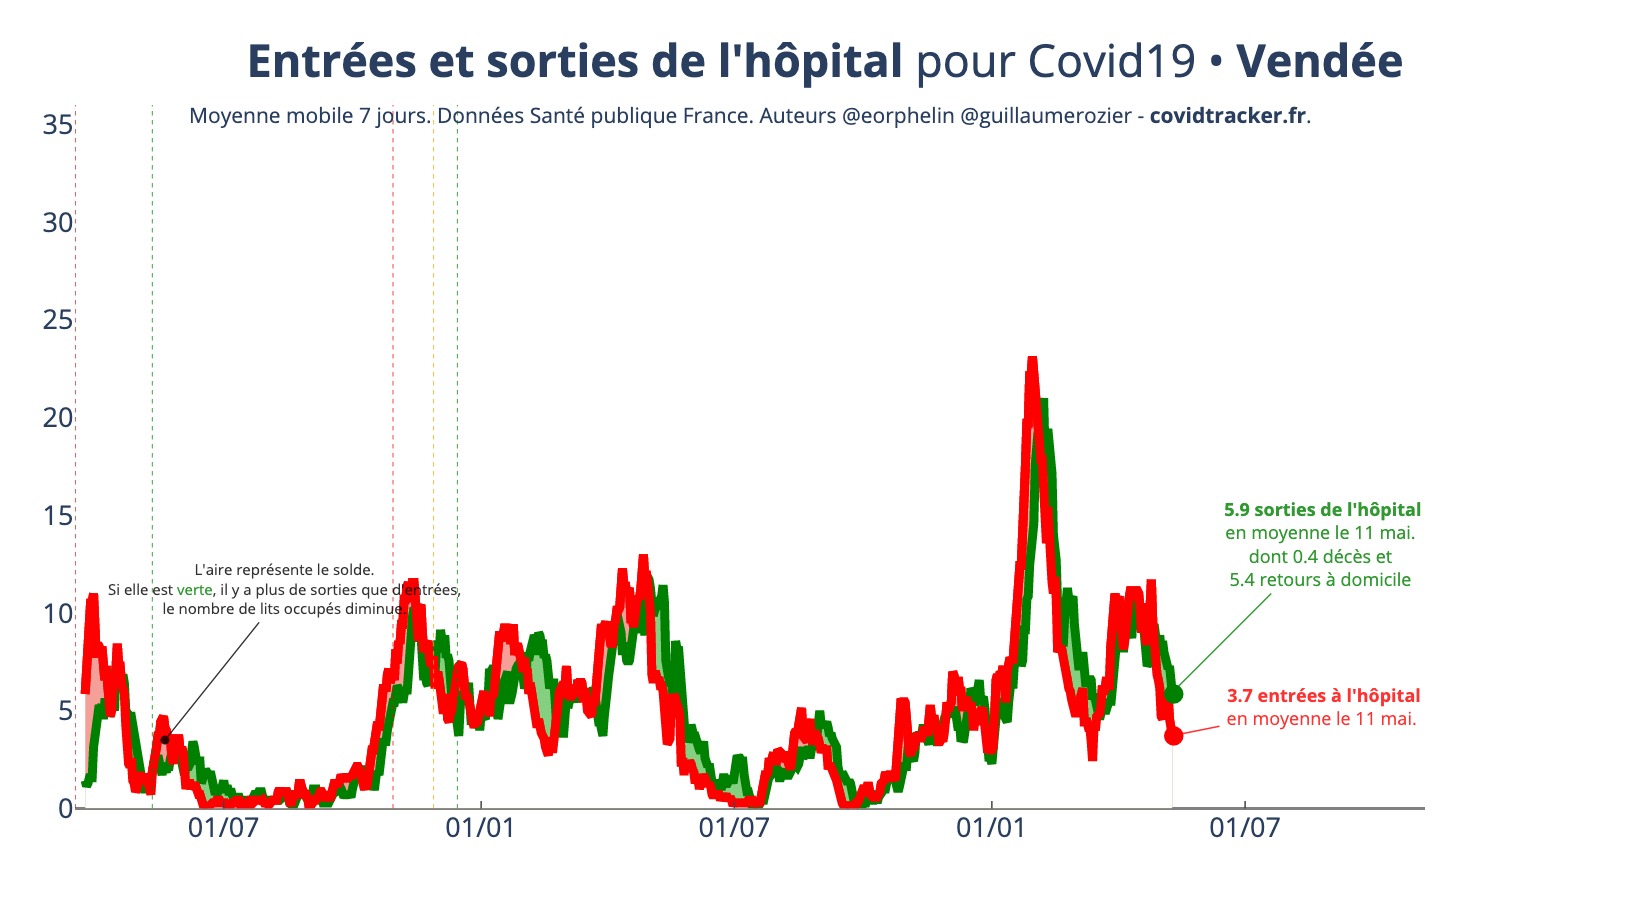 Entrées et sorties de l'hôpital pour Covid19 • Vendée
Moyenne mobile 7 jours. Données Santé publique France. Auteurs @eorphelin @guillaumerozier - covidtracker.fr.
35
30
25
20
15
10
5
0
L'aire représente le solde.
Si elle est verte, il y a plus de sorties que d'entrées,
le nombre de lits occupés diminue.
5.9 sorties de l'hôpital
en moyenne le 11 mai.
dont 0.4 décès et
5.4 retours à domicile
3.7 entrées à l'hôpital
en moyenne le 11 mai.
01/07
01/01
01/07
01/01
01/07